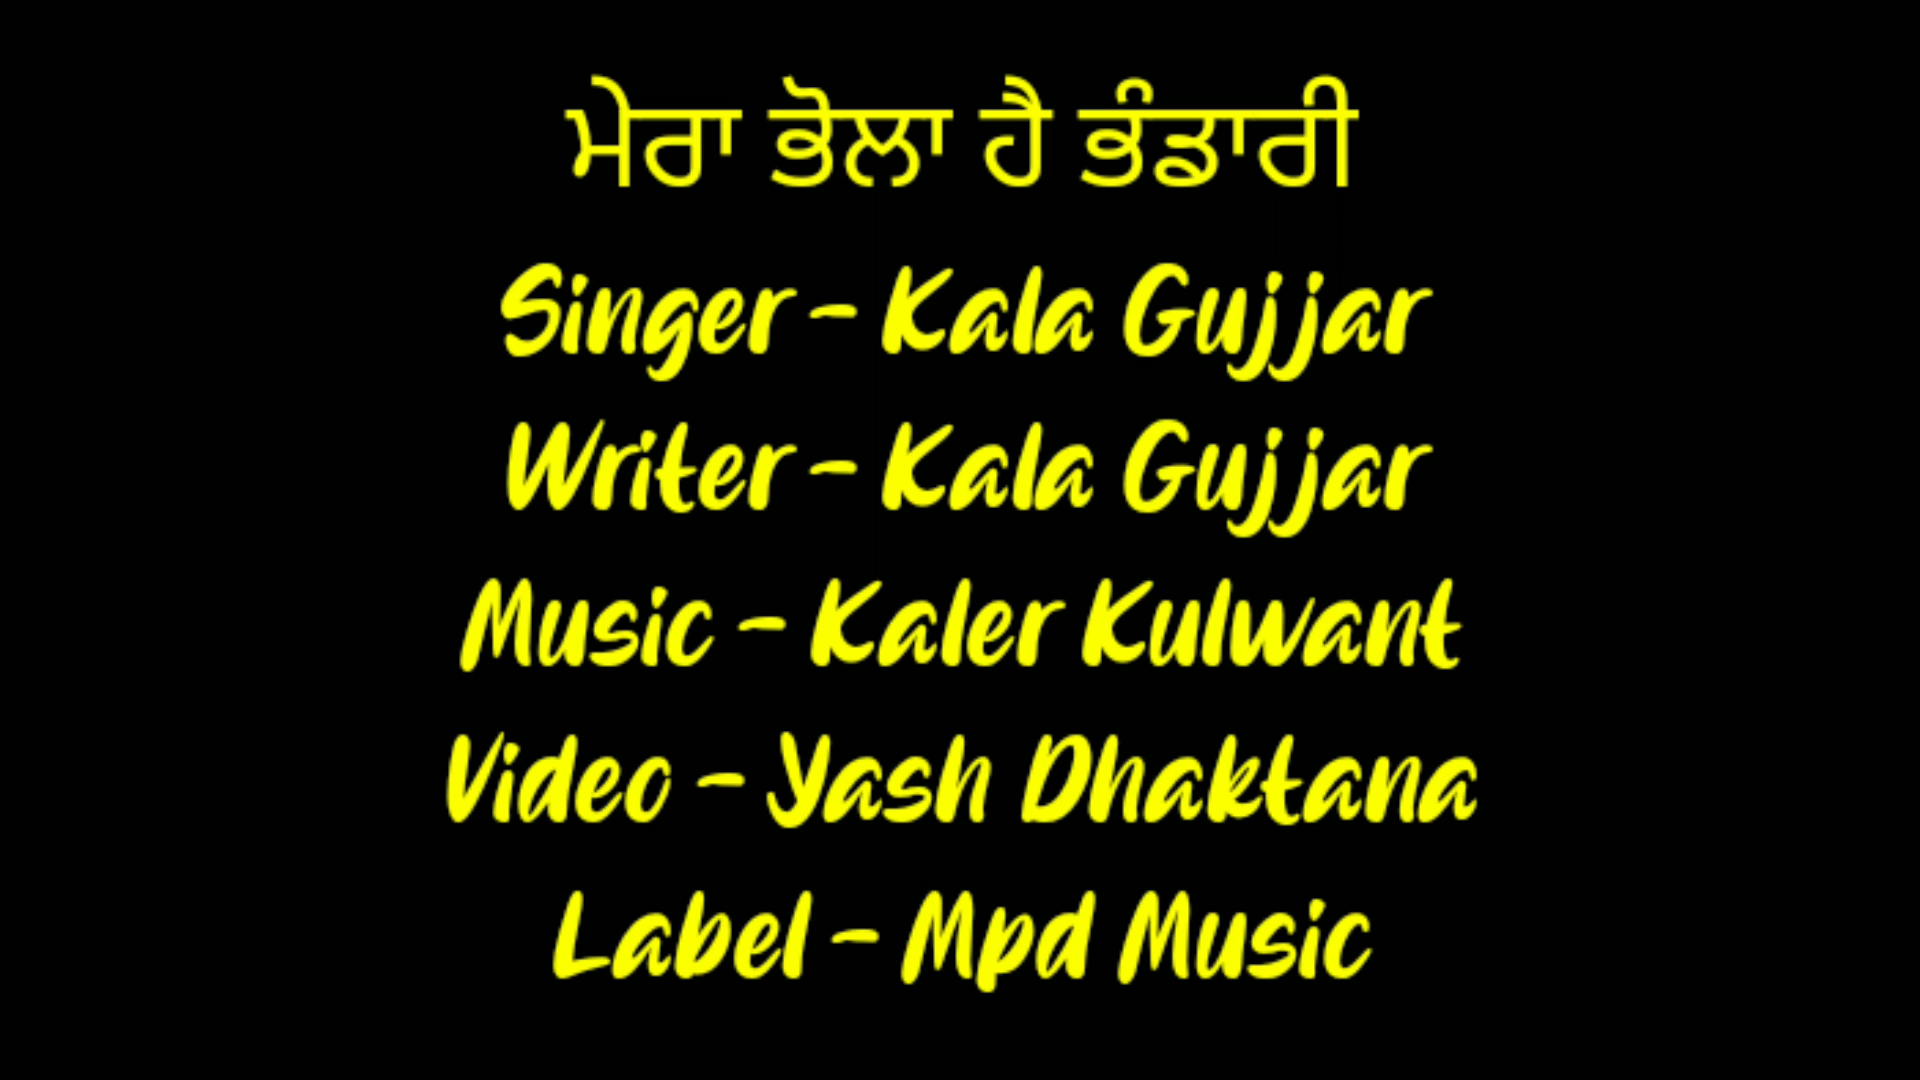 ਮੇਰਾ ਭੋਲਾ ਹੈ ਭੰਡਾਰੀ
Singer - Kala Gujjar
Writer - Kala Gujjar
Music - Kaler Kulwant
Video - Yash Dhaktana
Label - Mpd Music